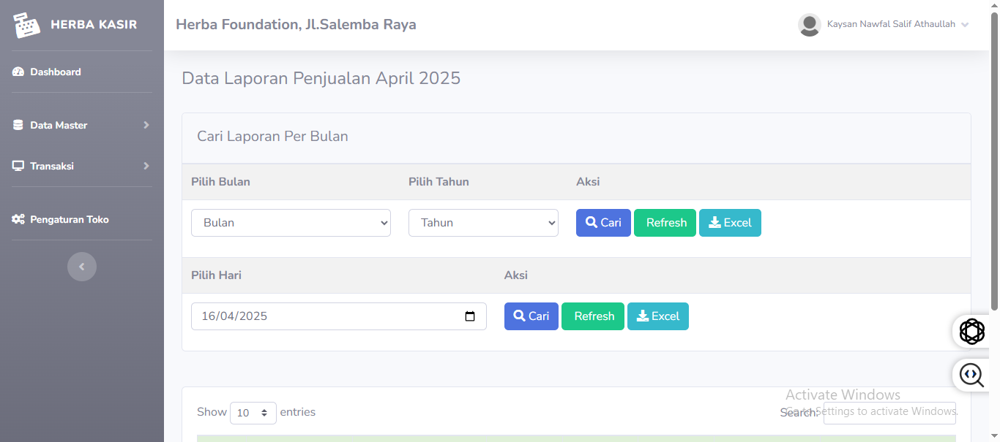 HERBA KASIR
Herba Foundation, Jl.Salemba Raya
Kaysan Nawfal Salif Athaullah
Dashboard
Data Master
Transaksi
Pengaturan Toko
Data Laporan Penjualan April 2025
Cari Laporan Per Bulan
Pilih Bulan Pilih Tahun Aksi
Bulan Tahun Cari Refresh Excel
Pilih Hari Aksi
16/04/2025 Cari Refresh Excel
Show 10 entries
Search:
Activate Windows
Go to Settings to activate Windows.